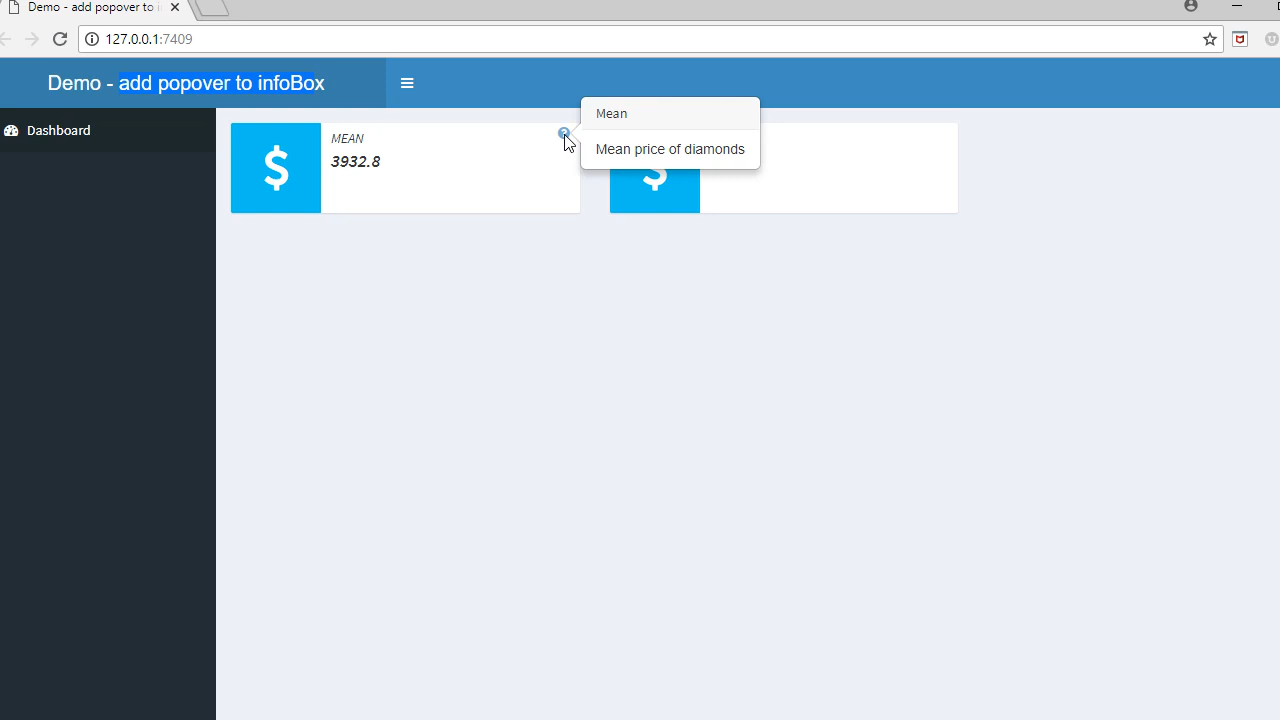 Demo - add popover to i
127.0.0.1:7409
Demo - add popover to infoBox
Dashboard
MEAN
3932.8
$
?
Mean
Mean price of diamonds
$